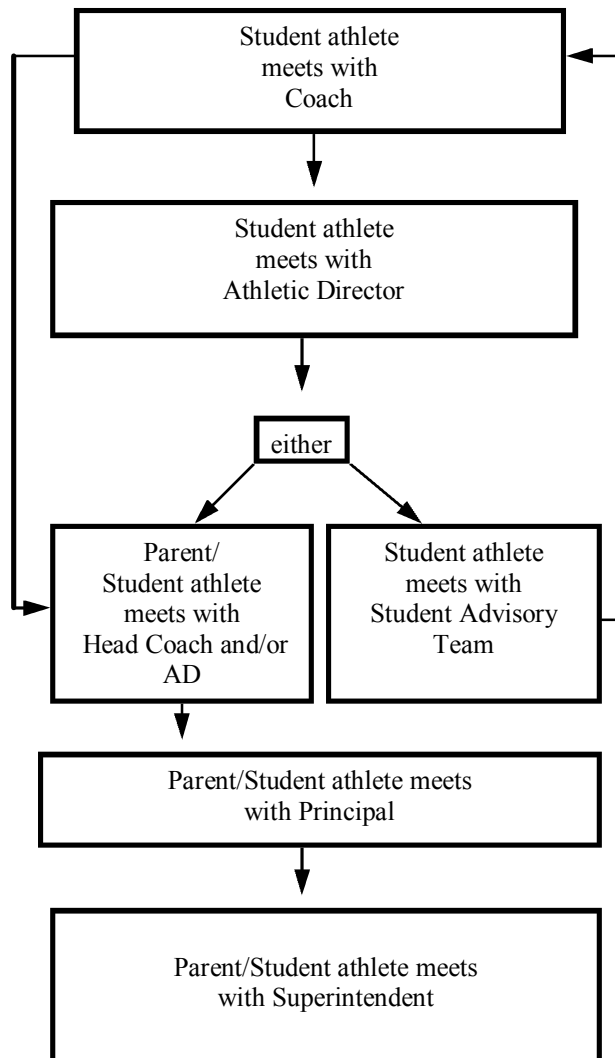 Student athlete
meets with
Coach
Student athlete
meets with
Athletic Director
either
Parent/
Student athlete
meets with
Head Coach and/or
AD
Student athlete
meets with
Student Advisory
Team
Parent/Student athlete meets
with Principal
Parent/Student athlete meets
with Superintendent